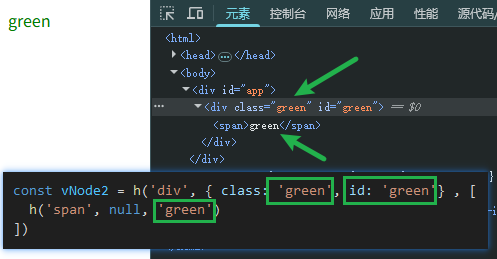 green
元素 控制台 网络 应用 性能 源代码/
<html>
▶ <head> ⋯ </head>
▼ <body>
▼ <div id="app">
⋯ ▼ <div class="green" id="green"> == $0
<span>green</span>
</div>
</div>
const vNode2 = h('div', { class: 'green', id: 'green'} , [
h('span', null, 'green')
])